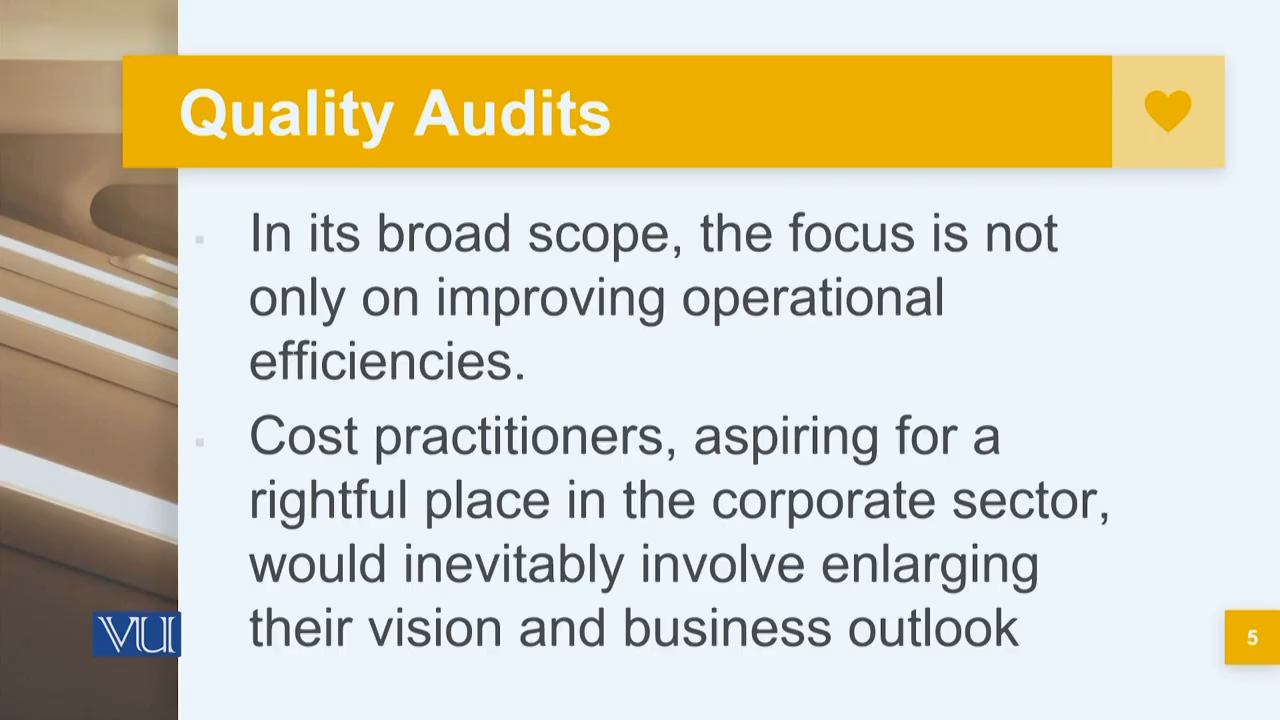 Quality Audits
In its broad scope, the focus is not
only on improving operational
efficiencies.
Cost practitioners, aspiring for a
rightful place in the corporate sector,
would inevitably involve enlarging
their vision and business outlook
VU
5